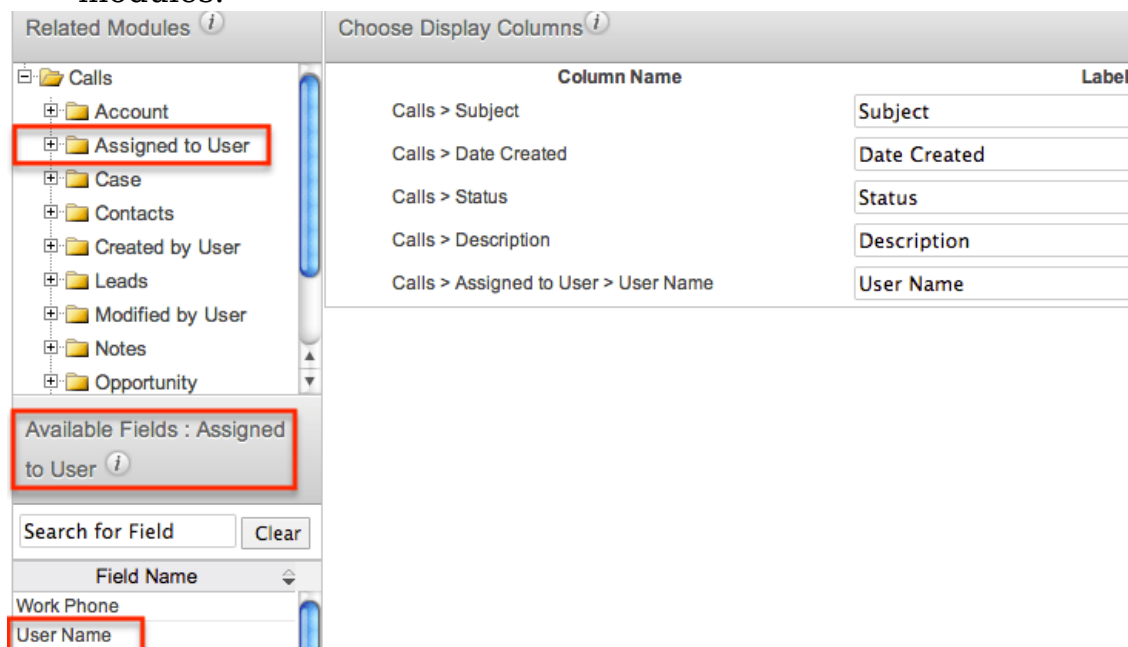 modules.
Related Modules i
Choose Display Columns i
Calls
Account
Assigned to User
Case
Contacts
Created by User
Leads
Modified by User
Notes
Opportunity
Column Name Label
Calls > Subject Subject
Calls > Date Created Date Created
Calls > Status Status
Calls > Description Description
Calls > Assigned to User > User Name User Name
Available Fields : Assigned
to User i
Search for Field Clear
Field Name
Work Phone
User Name